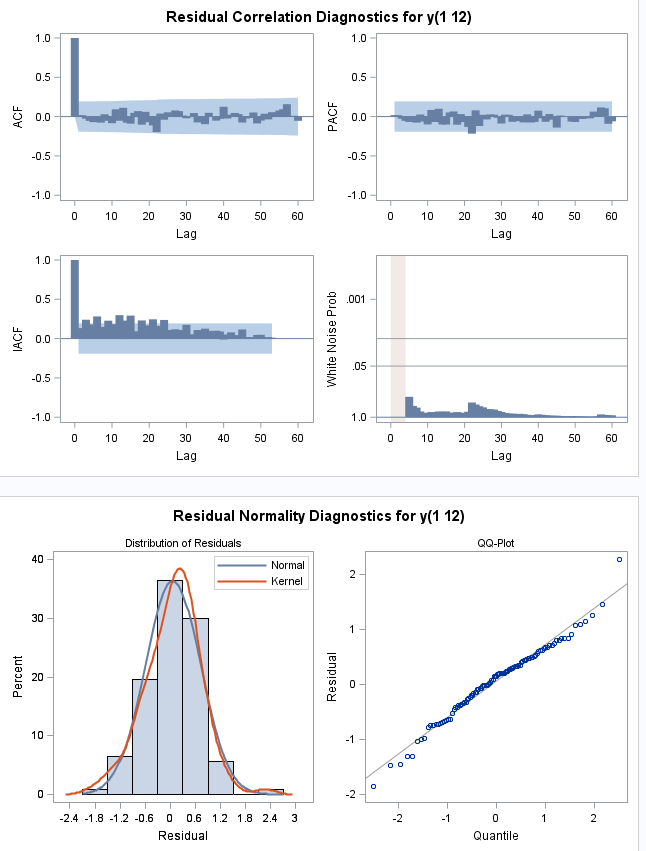 Residual Correlation Diagnostics for y(1 12)
1.0
0.5
0.0
-0.5
-1.0
ACF
0 10 20 30 40 50 60
Lag
1.0
0.5
0.0
-0.5
-1.0
PACF
0 10 20 30 40 50 60
Lag
1.0
0.5
0.0
-0.5
-1.0
IACF
0 10 20 30 40 50 60
Lag
.001
.05
1.0
White Noise Prob
0 10 20 30 40 50 60
Lag
Residual Normality Diagnostics for y(1 12)
Distribution of Residuals
40
30
20
10
0
Percent
Normal
Kernel
-2.4 -1.8 -1.2 -0.6 0 0.6 1.2 1.8 2.4 3
Residual
QQ-Plot
2
1
0
-1
-2
Residual
-2 -1 0 1 2
Quantile